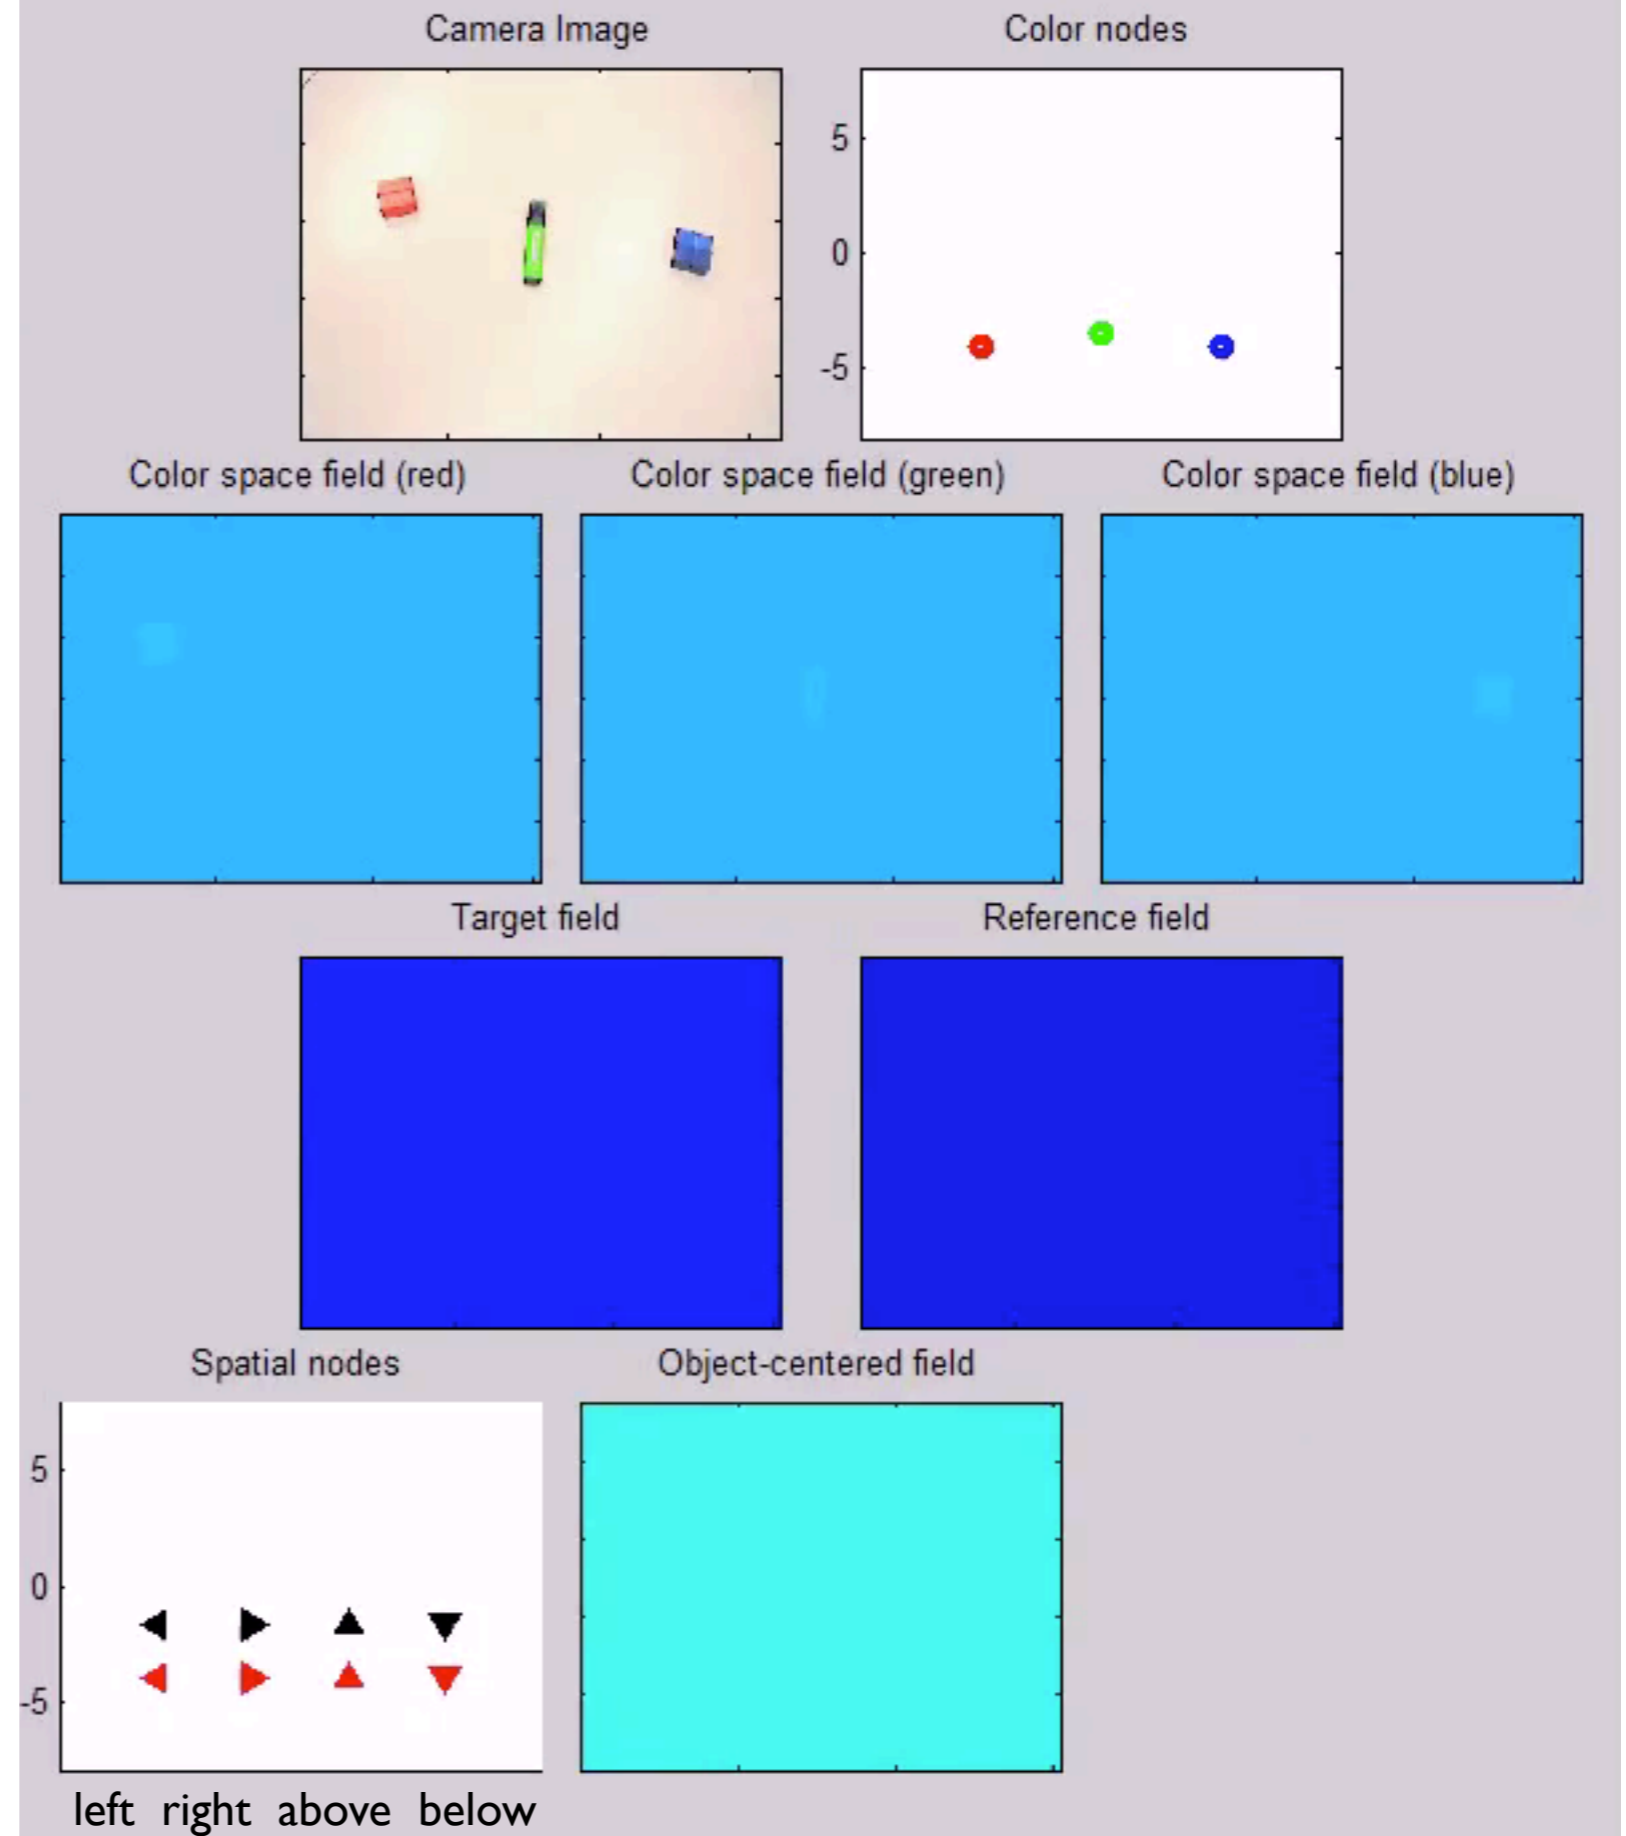 Camera Image
Color nodes
5
0
-5
Color space field (red)
Color space field (green)
Color space field (blue)
Target field
Reference field
Spatial nodes
Object-centered field
5
0
-5
left right above below